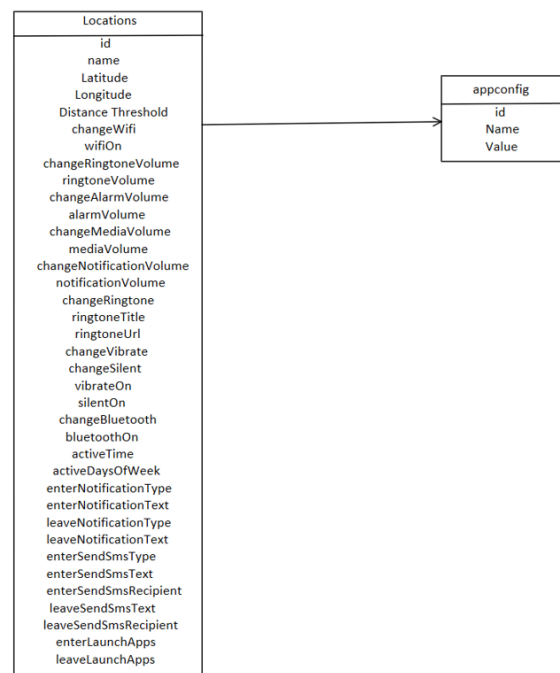 Locations
id
name
Latitude
Longitude
Distance Threshold
changeWifi
wifiOn
changeRingtoneVolume
ringtoneVolume
changeAlarmVolume
alarmVolume
changeMediaVolume
mediaVolume
changeNotificationVolume
notificationVolume
changeRingtone
ringtoneTitle
ringtoneUrl
changeVibrate
changeSilent
vibrateOn
silentOn
changeBluetooth
bluetoothOn
activeTime
activeDaysOfWeek
enterNotificationType
enterNotificationText
leaveNotificationType
leaveNotificationText
enterSendSmsType
enterSendSmsText
enterSendSmsRecipient
leaveSendSmsText
leaveSendSmsRecipient
enterLaunchApps
leaveLaunchApps
appconfig
id
Name
Value